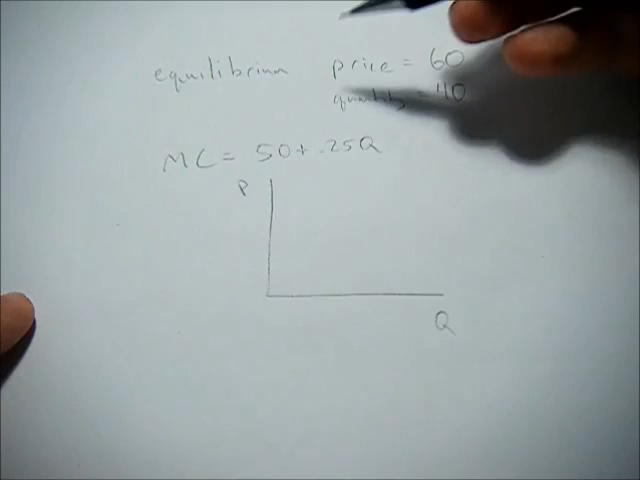 equilibrium price = 60
quantity = 40
MC = 50 + .25Q
P
Q